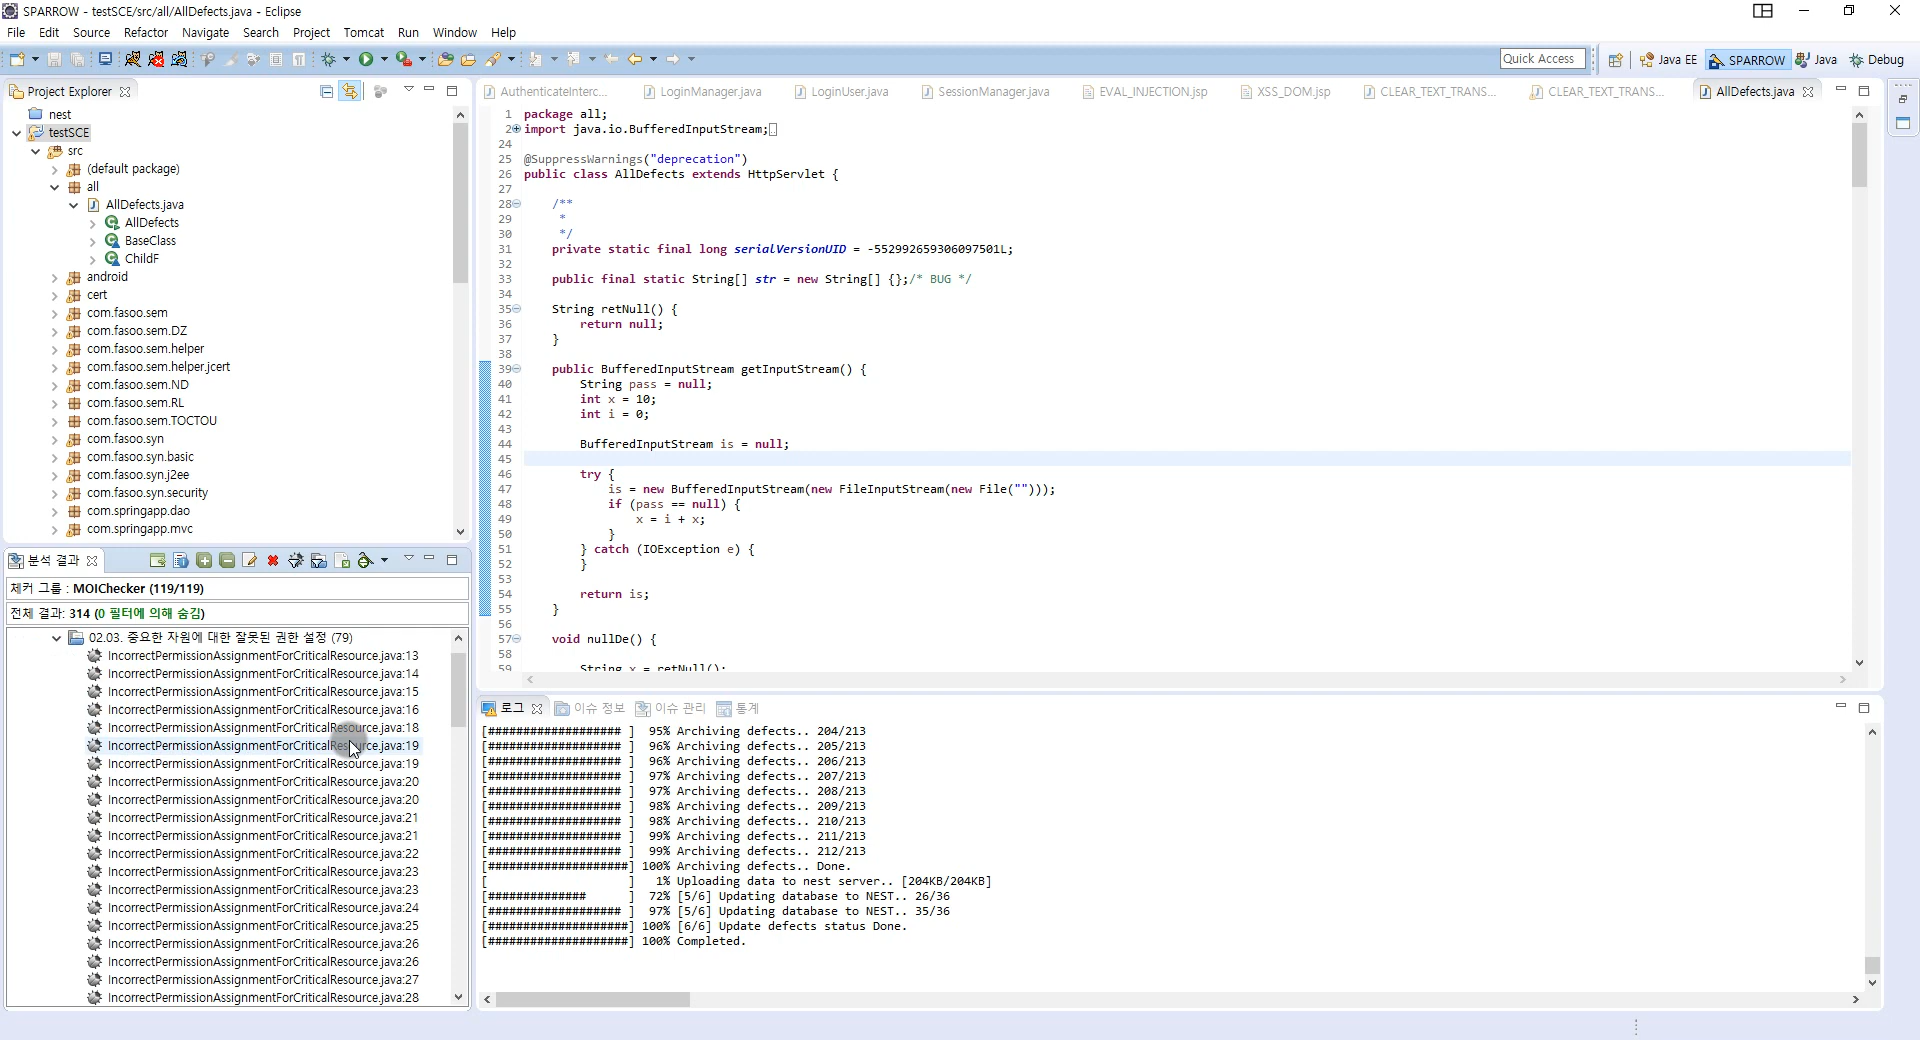 SPARROW - testSCE/src/all/AllDefects.java - Eclipse
File Edit Source Refactor Navigate Search Project Tomcat Run Window Help
Quick Access Java EE SPARROW Java Debug
Project Explorer
nest
testSCE
src
(default package)
all
AllDefects.java
AllDefects
BaseClass
ChildF
android
cert
com.fasoo.sem
com.fasoo.sem.DZ
com.fasoo.sem.helper
com.fasoo.sem.helper.jcert
com.fasoo.sem.ND
com.fasoo.sem.RL
com.fasoo.sem.TOCTOU
com.fasoo.syn
com.fasoo.syn.basic
com.fasoo.syn.j2ee
com.fasoo.syn.security
com.springapp.dao
com.springapp.mvc
분석 결과
체커 그룹 : MOIChecker (119/119)
전체 결과: 314 (0 필터에 의해 숨김)
02.03. 중요한 자원에 대한 잘못된 권한 설정 (79)
IncorrectPermissionAssignmentForCriticalResource.java:13
IncorrectPermissionAssignmentForCriticalResource.java:14
IncorrectPermissionAssignmentForCriticalResource.java:15
IncorrectPermissionAssignmentForCriticalResource.java:16
IncorrectPermissionAssignmentForCriticalResource.java:18
IncorrectPermissionAssignmentForCriticalResource.java:19
IncorrectPermissionAssignmentForCriticalResource.java:19
IncorrectPermissionAssignmentForCriticalResource.java:20
IncorrectPermissionAssignmentForCriticalResource.java:20
IncorrectPermissionAssignmentForCriticalResource.java:21
IncorrectPermissionAssignmentForCriticalResource.java:21
IncorrectPermissionAssignmentForCriticalResource.java:22
IncorrectPermissionAssignmentForCriticalResource.java:23
IncorrectPermissionAssignmentForCriticalResource.java:23
IncorrectPermissionAssignmentForCriticalResource.java:24
IncorrectPermissionAssignmentForCriticalResource.java:25
IncorrectPermissionAssignmentForCriticalResource.java:26
IncorrectPermissionAssignmentForCriticalResource.java:26
IncorrectPermissionAssignmentForCriticalResource.java:27
IncorrectPermissionAssignmentForCriticalResource.java:28
AuthenticateInterc... LoginManager.java LoginUser.java SessionManager.java EVAL_INJECTION.jsp XSS_DOM.jsp CLEAR_TEXT_TRANS... CLEAR_TEXT_TRANS... AllDefects.java
1 package all;
2 import java.io.BufferedInputStream;
24
25 @SuppressWarnings("deprecation")
26 public class AllDefects extends HttpServlet {
27
28 /**
29 *
30 */
31 private static final long serialVersionUID = -552992659306097501L;
32
33 public final static String[] str = new String[] {};/* BUG */
34
35 String retNull() {
36 return null;
37 }
38
39 public BufferedInputStream getInputStream() {
40 String pass = null;
41 int x = 10;
42 int i = 0;
43
44 BufferedInputStream is = null;
45
46 try {
47 is = new BufferedInputStream(new FileInputStream(new File("")));
48 if (pass == null) {
49 x = i + x;
50 }
51 } catch (IOException e) {
52 }
53
54 return is;
55 }
56
57 void nullDe() {
58
59 String x = retNull();
로그 이슈 정보 이슈 관리 통계
[################### ] 95% Archiving defects.. 204/213
[################### ] 96% Archiving defects.. 205/213
[################### ] 96% Archiving defects.. 206/213
[################### ] 97% Archiving defects.. 207/213
[################### ] 97% Archiving defects.. 208/213
[################### ] 98% Archiving defects.. 209/213
[################### ] 98% Archiving defects.. 210/213
[################### ] 99% Archiving defects.. 211/213
[################### ] 99% Archiving defects.. 212/213
[####################] 100% Archiving defects.. Done.
[ ] 1% Uploading data to nest server.. [204KB/204KB]
[############## ] 72% [5/6] Updating database to NEST.. 26/36
[################### ] 97% [5/6] Updating database to NEST.. 35/36
[####################] 100% [6/6] Update defects status Done.
[####################] 100% Completed.